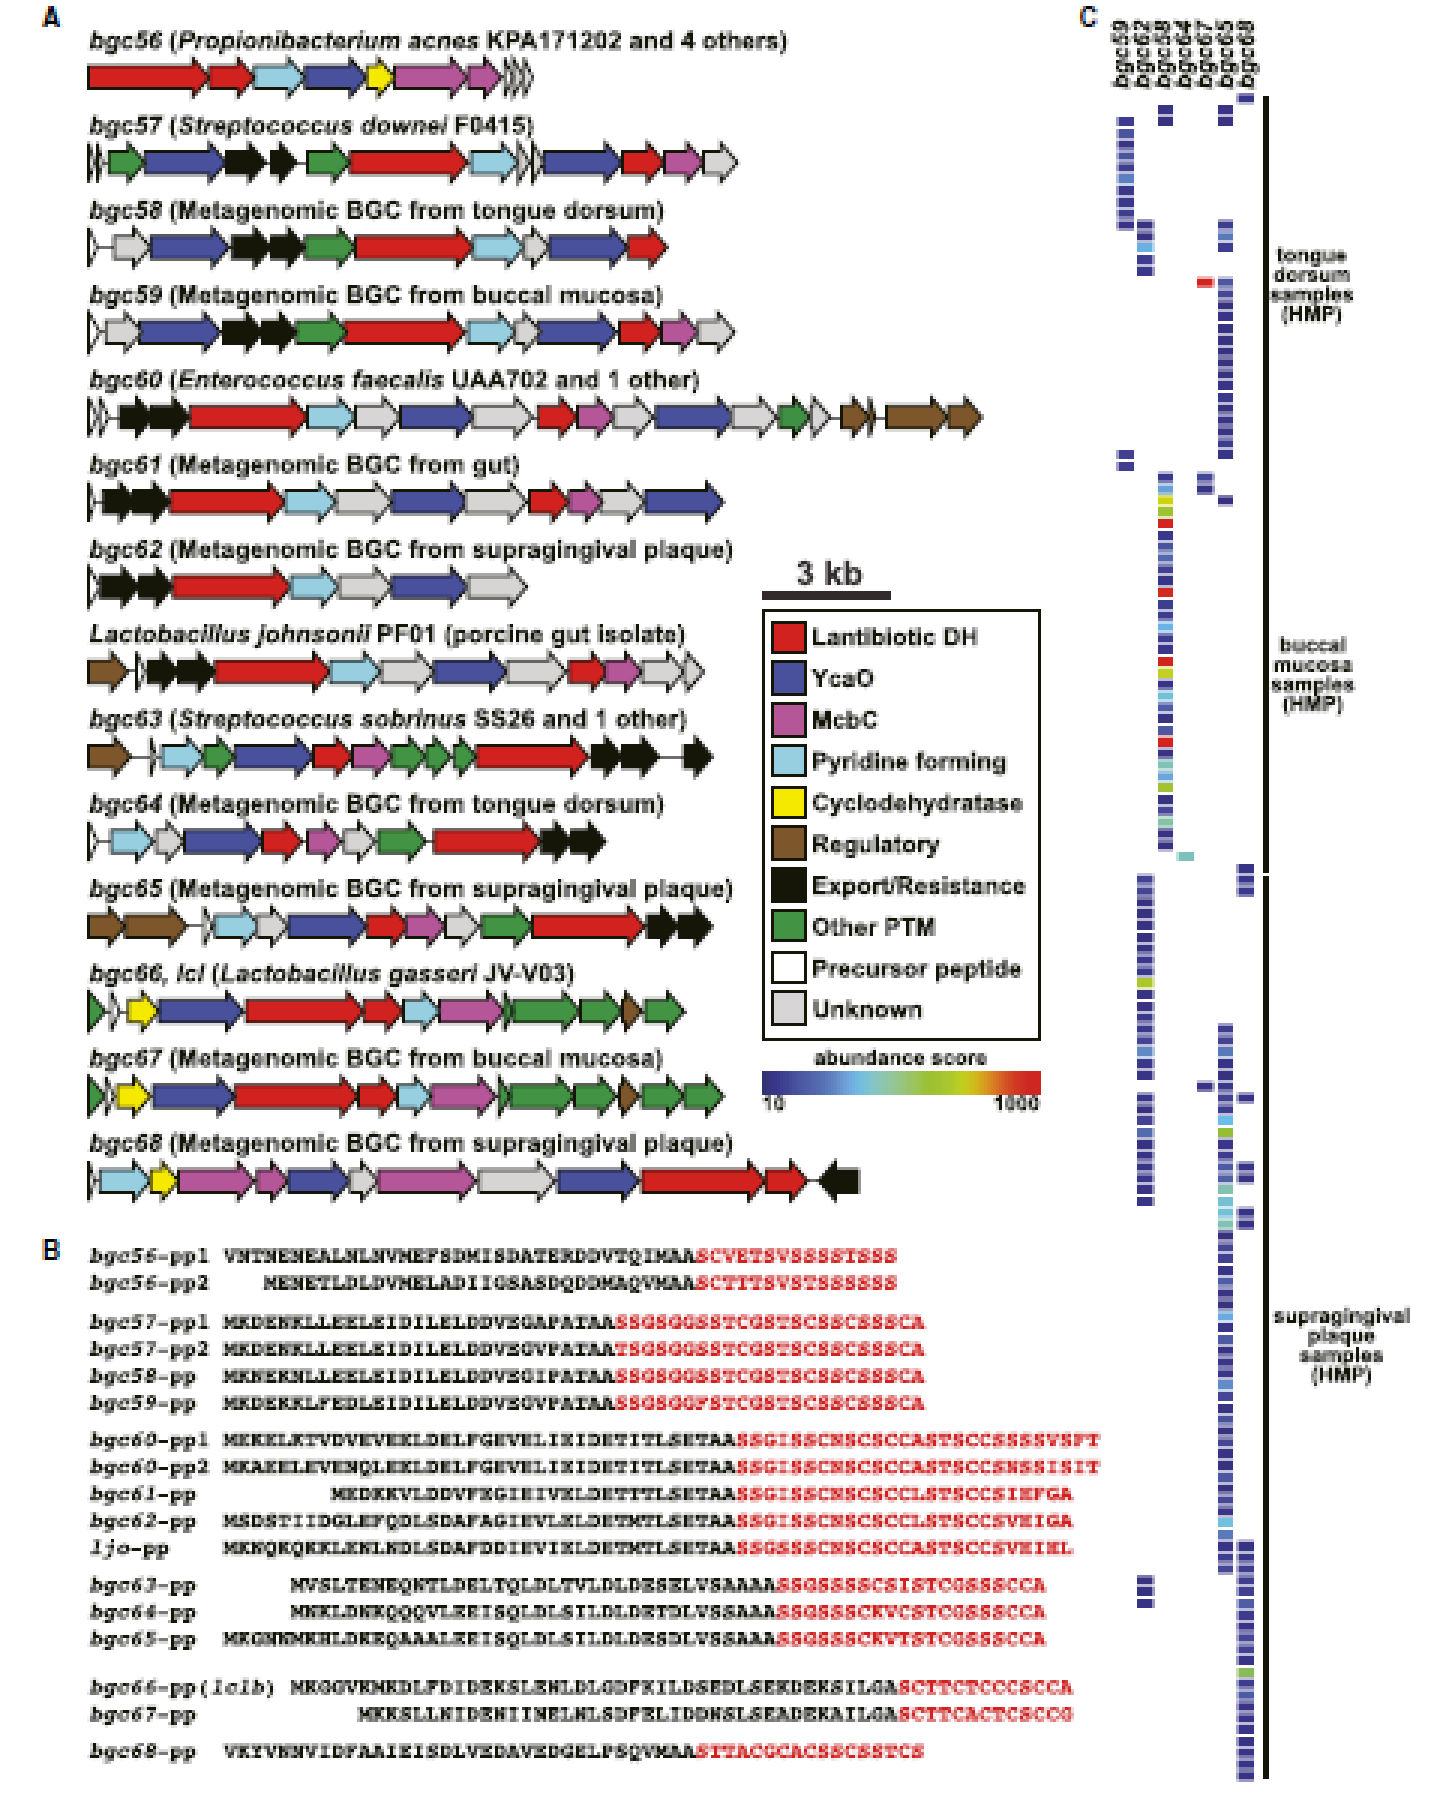 A
bgc56 (Propionibacterium acnes KPA171202 and 4 others)
bgc57 (Streptococcus downei F0415)
bgc58 (Metagenomic BGC from tongue dorsum)
bgc59 (Metagenomic BGC from buccal mucosa)
bgc60 (Enterococcus faecalis UAA702 and 1 other)
bgc61 (Metagenomic BGC from gut)
bgc62 (Metagenomic BGC from supragingival plaque)
Lactobacillus johnsonii PF01 (porcine gut isolate)
bgc63 (Streptococcus sobrinus SS26 and 1 other)
bgc64 (Metagenomic BGC from tongue dorsum)
bgc65 (Metagenomic BGC from supragingival plaque)
bgc66, lcl (Lactobacillus gasseri JV-V03)
bgc67 (Metagenomic BGC from buccal mucosa)
bgc68 (Metagenomic BGC from supragingival plaque)
3 kb
Lantibiotic DH
YcaO
McbC
Pyridine forming
Cyclodehydratase
Regulatory
Export/Resistance
Other PTM
Precursor peptide
Unknown
abundance score
10 1000
B
bgc56-pp1 VNTNENEALNLNVMEFSDMISDATERDDVTQIMAASCVETSVSSSSTSSS
bgc56-pp2 MENETLDLDVMELADIIGSASDQDDMAQVMAASCTTTSVSTSSSSSS
bgc57-pp1 MKDENKLLEELEIDILELDDVEGAPATAASSGSGGSSTCGSTSCSSCSSSCA
bgc57-pp2 MKDENKLLEELEIDILELDDVEGVPATAATSGSGGSSTCGSTSCSSCSSSCA
bgc58-pp MKNEKNLLEELEIDILELDDVEGIPATAASSGSGGSSTCGSTSCSSCSSSCA
bgc59-pp MKDEKKLFEDLEIDILELDDVEGVPATAASSGSGGFSTCGSTSCSSCSSSCA
bgc60-pp1 MEKELKTVDVEVEKLDELFGEVELIEIDETITLSETAASSGISSCNSCSCCASTSCCSSSSVSFT
bgc60-pp2 MKAEELEVENQLEKLDELFGEVELIEIDETITLSETAASSGISSCNSCSCCASTSCCSNSSISIT
bgc61-pp MEDKKVLDDVFEGIEIVELDETTTLSETAASSGISSCNSCSCCLSTSCCSIHFGA
bgc62-pp MSDSTIIDGLEFQDLSDAFAGIEVLELDETMTLSETAASSGISSCNSCSCCLSTSCCSVHIGA
ljo-pp MKNQKQKKLENLNDLSDAFDDIEVIELDETMTLSETAASSGSSSCNSCSCCASTSCCSVHIEL
bgc63-pp MVSLTENEQNTLDELTQLDLTVLDLDESELVSAAAASSGSSSSCSISTCGSSSCCA
bgc64-pp MNKLDNKQQQVLEEISQLDLSILDLDETDLVSSAAASSGSSSCKVCSTCGSSSCCA
bgc65-pp MKGNNMKHLDKEQAAALEEISQLDLSILDLDESDLVSSAAASSGSSSCKVTSTCGSSSCCA
bgc66-pp(lclb) MKGGVKMKDLFDIDEKSLENLDLGDFKILDSEDLSEKDEKSILGASCTTCTCCCSCCA
bgc67-pp MKKSLLNIDENIINELNLSDFELIDDNSLSEADEKAILGASCTTCACTCSCCG
bgc68-pp VKYVNNVIDFAAIEISDLVEDAVEDGELPSQVMAASTTACGCACSSCSSTCS
C
bgc59
bgc62
bgc58
bgc64
bgc67
bgc65
bgc68
tongue
dorsum
samples
(HMP)
buccal
mucosa
samples
(HMP)
supragingival
plaque
samples
(HMP)